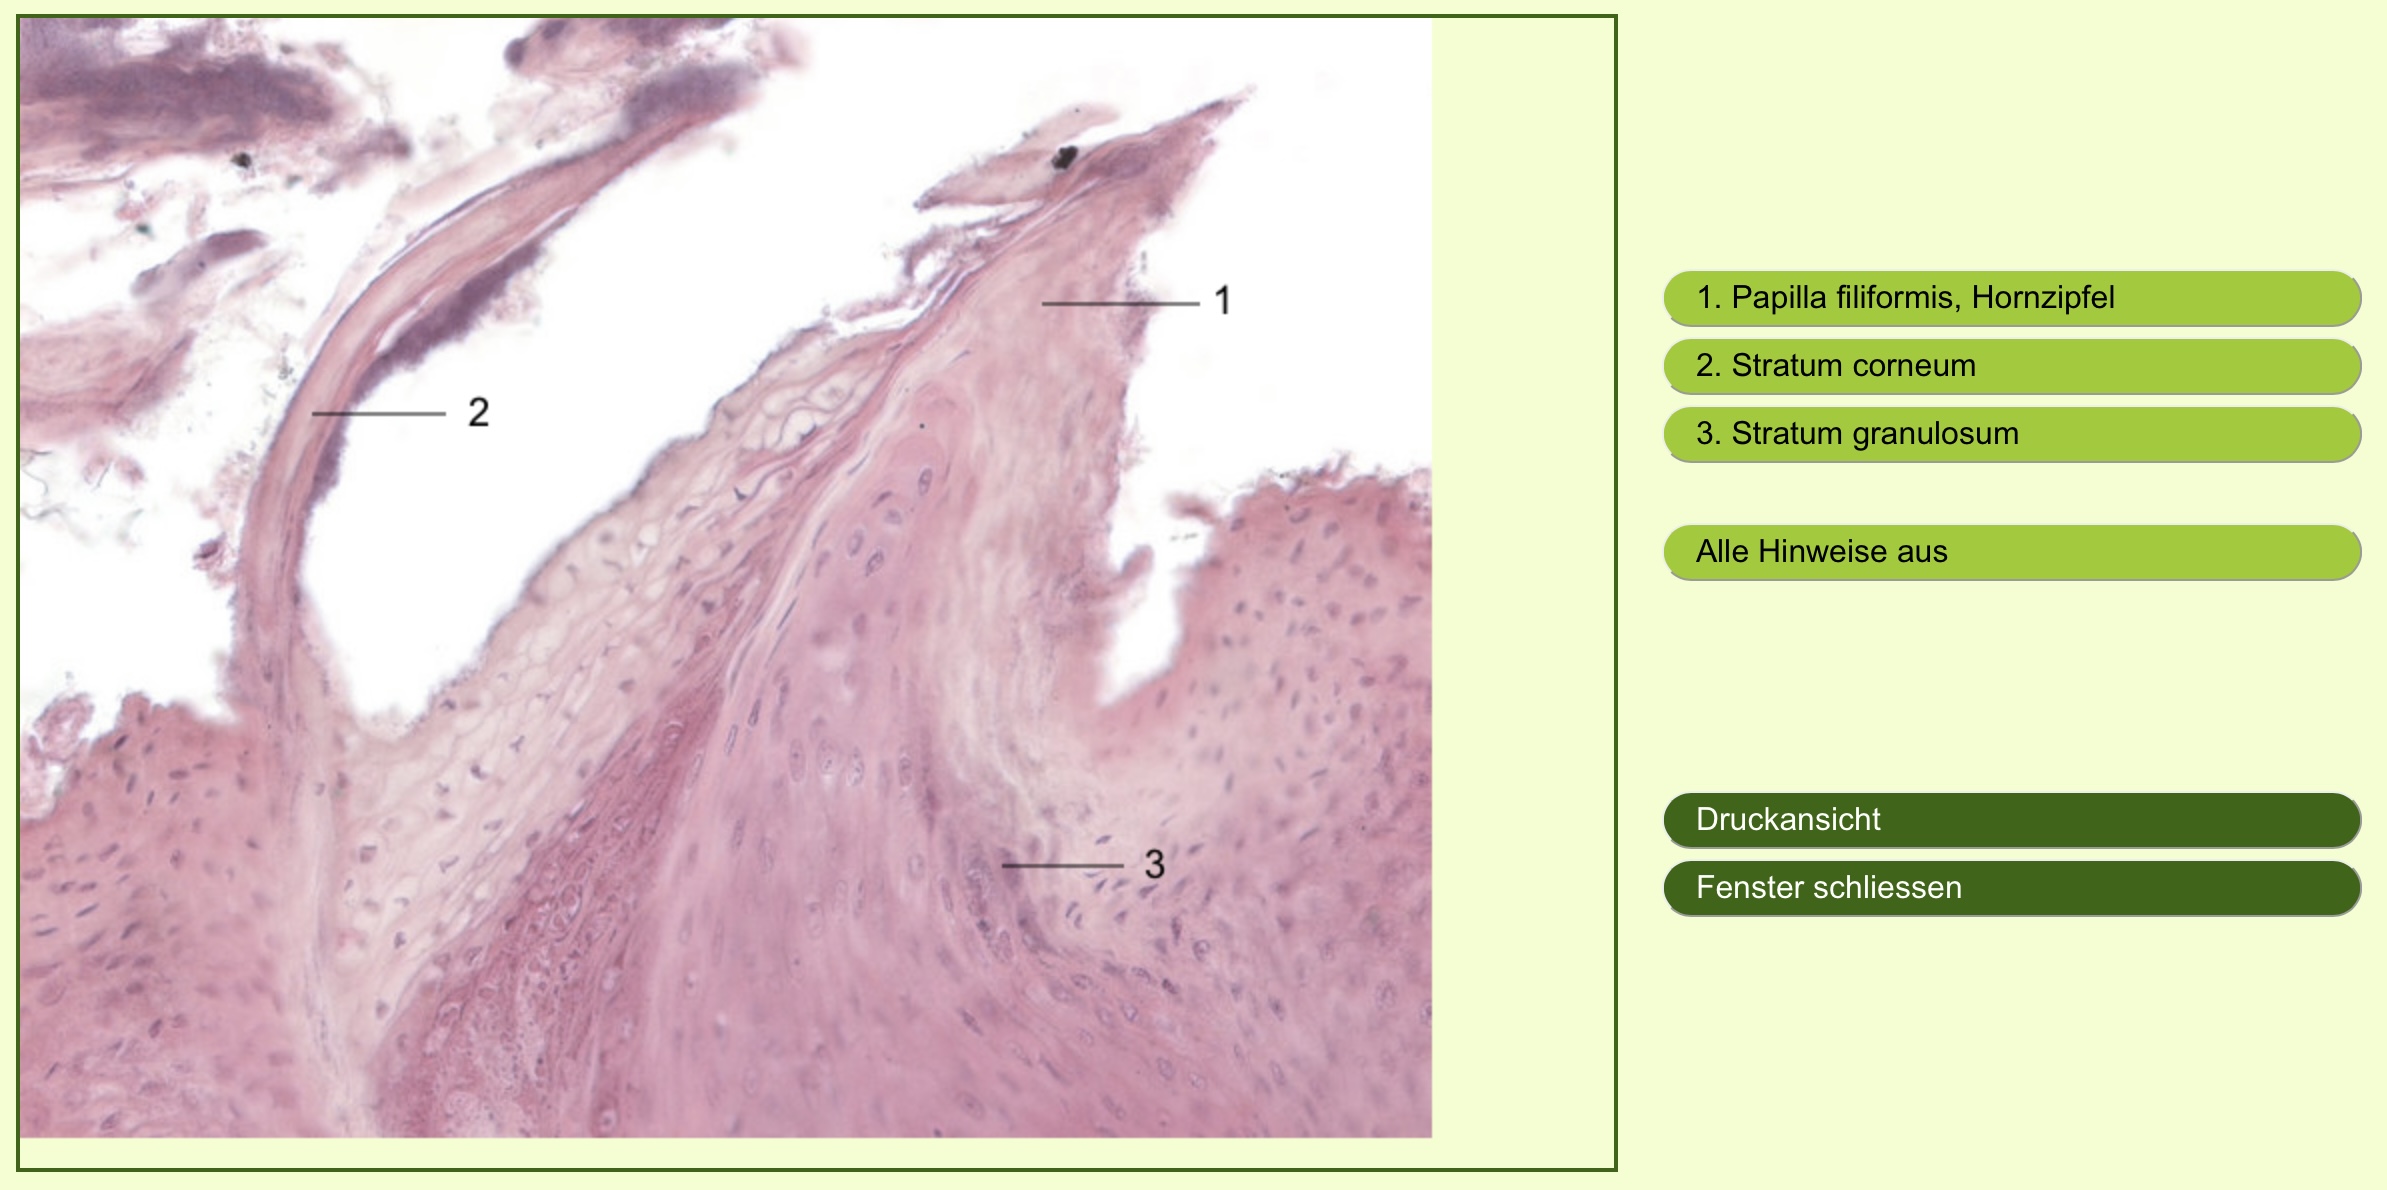 1
2
3
1. Papilla filiformis, Hornzipfel
2. Stratum corneum
3. Stratum granulosum
Alle Hinweise aus
Druckansicht
Fenster schliessen